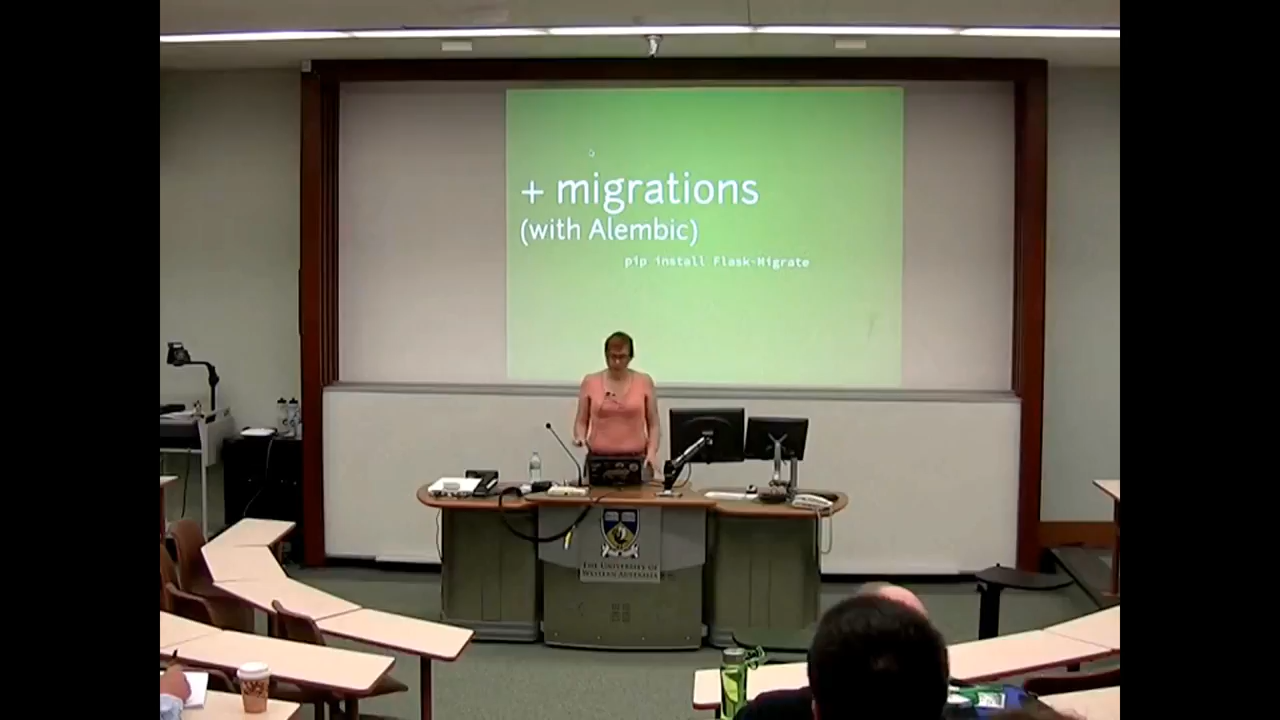 + migrations
(with Alembic)
pip install Flask-Migrate
THE UNIVERSITY OF
WESTERN AUSTRALIA